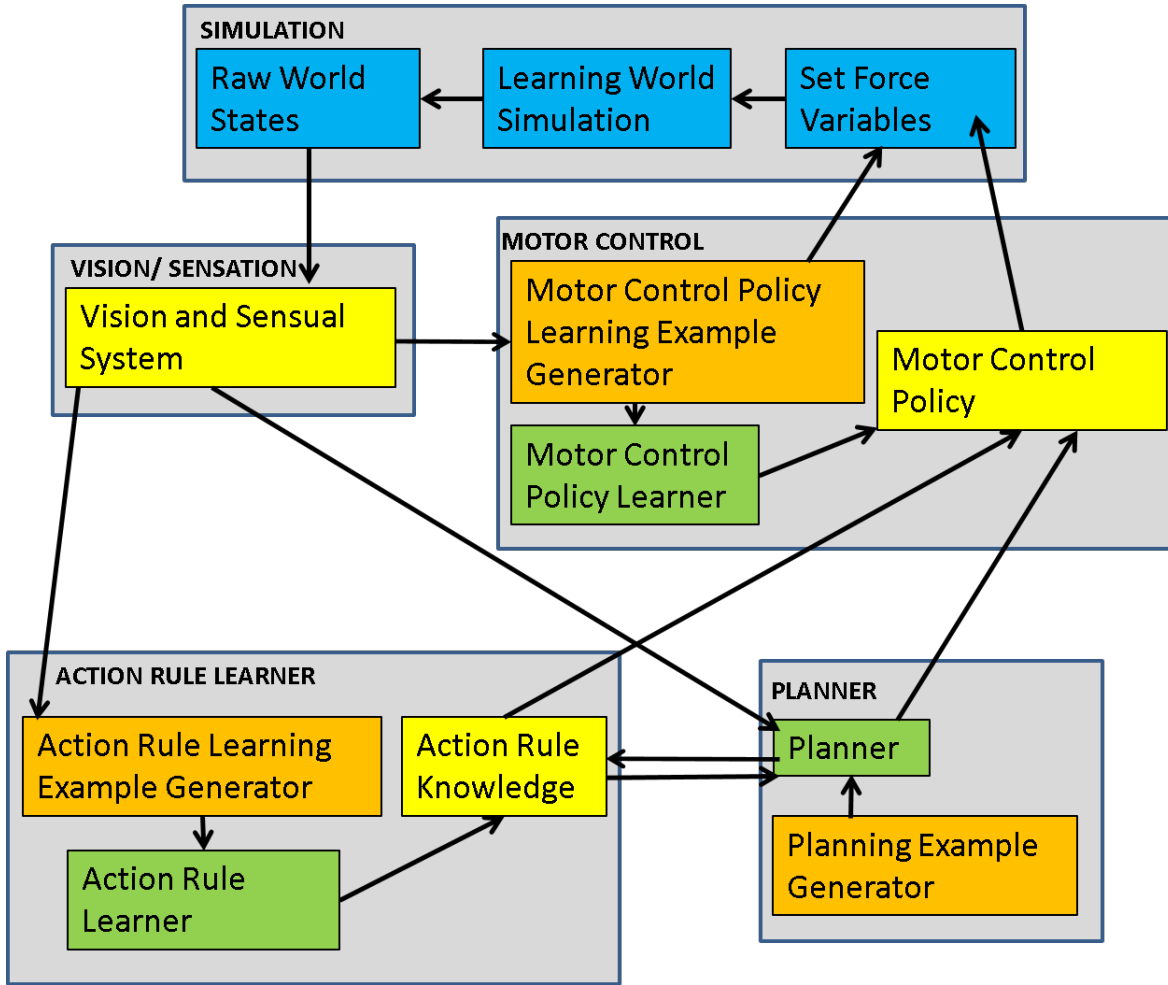 SIMULATION
Raw World
States
Learning World
Simulation
Set Force
Variables
VISION/ SENSATION
Vision and Sensual
System
MOTOR CONTROL
Motor Control Policy
Learning Example
Generator
Motor Control
Policy
Motor Control
Policy Learner
ACTION RULE LEARNER
Action Rule Learning
Example Generator
Action Rule
Knowledge
Action Rule
Learner
PLANNER
Planner
Planning Example
Generator